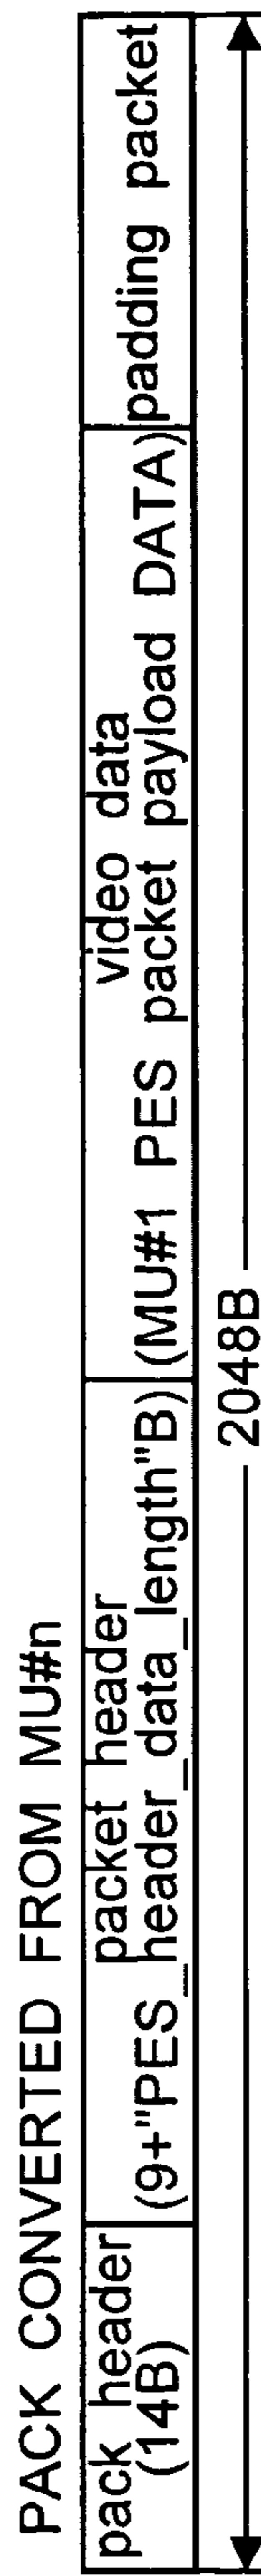 PACK CONVERTED FROM MU#n
pack header
(14B)
packet header
(9+"PES_header_data_length"B)
video data
(MU#1 PES packet payload DATA)
padding packet
2048B